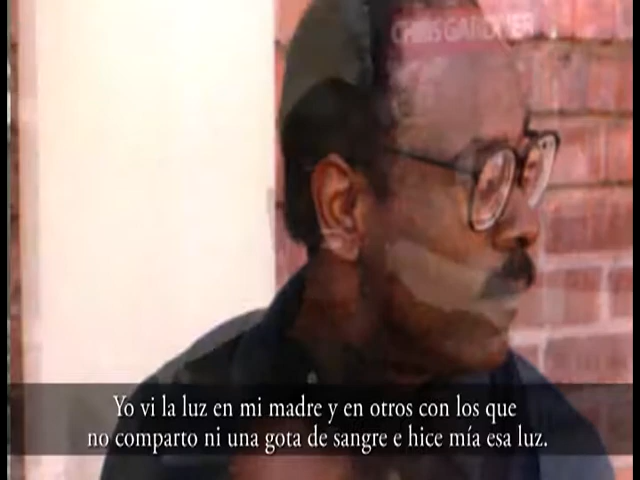 CHRIS GARDNER
Yo vi la luz en mi madre y en otros con los que
no comparto ni una gota de sangre e hice mía esa luz.